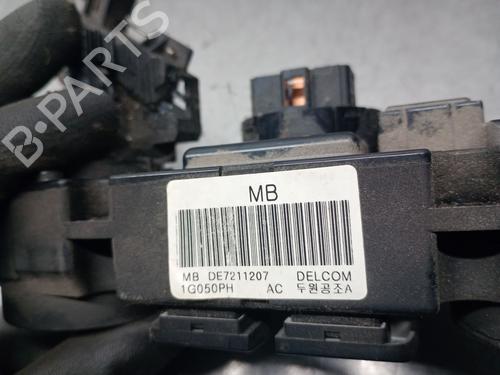 B-PARTS
MB
MB DE7211207 DELCOM
1G050PH AC 두원공조A